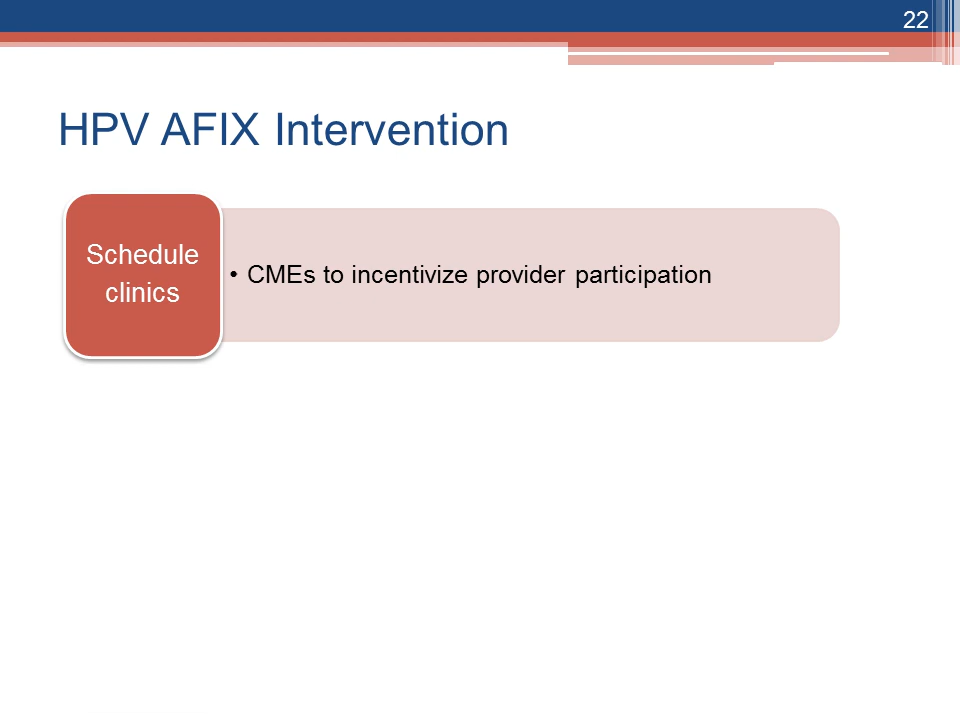 22
HPV AFIX Intervention
Schedule
clinics
• CMEs to incentivize provider participation